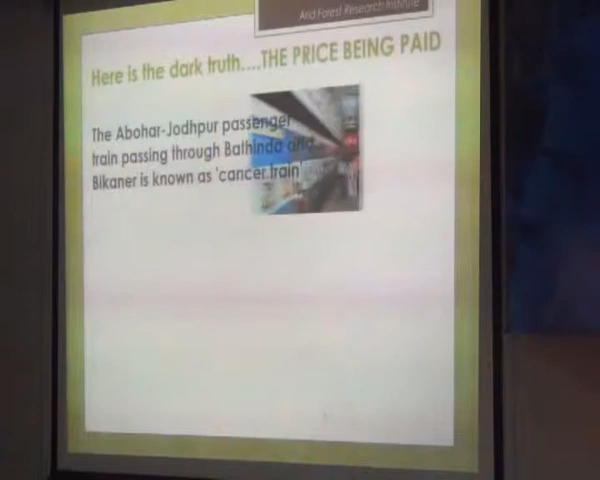 Arid Forest Research Institute
Here is the dark truth....THE PRICE BEING PAID
The Abohar-Jodhpur passenger
train passing through Bathinda and
Bikaner is known as 'cancer train'